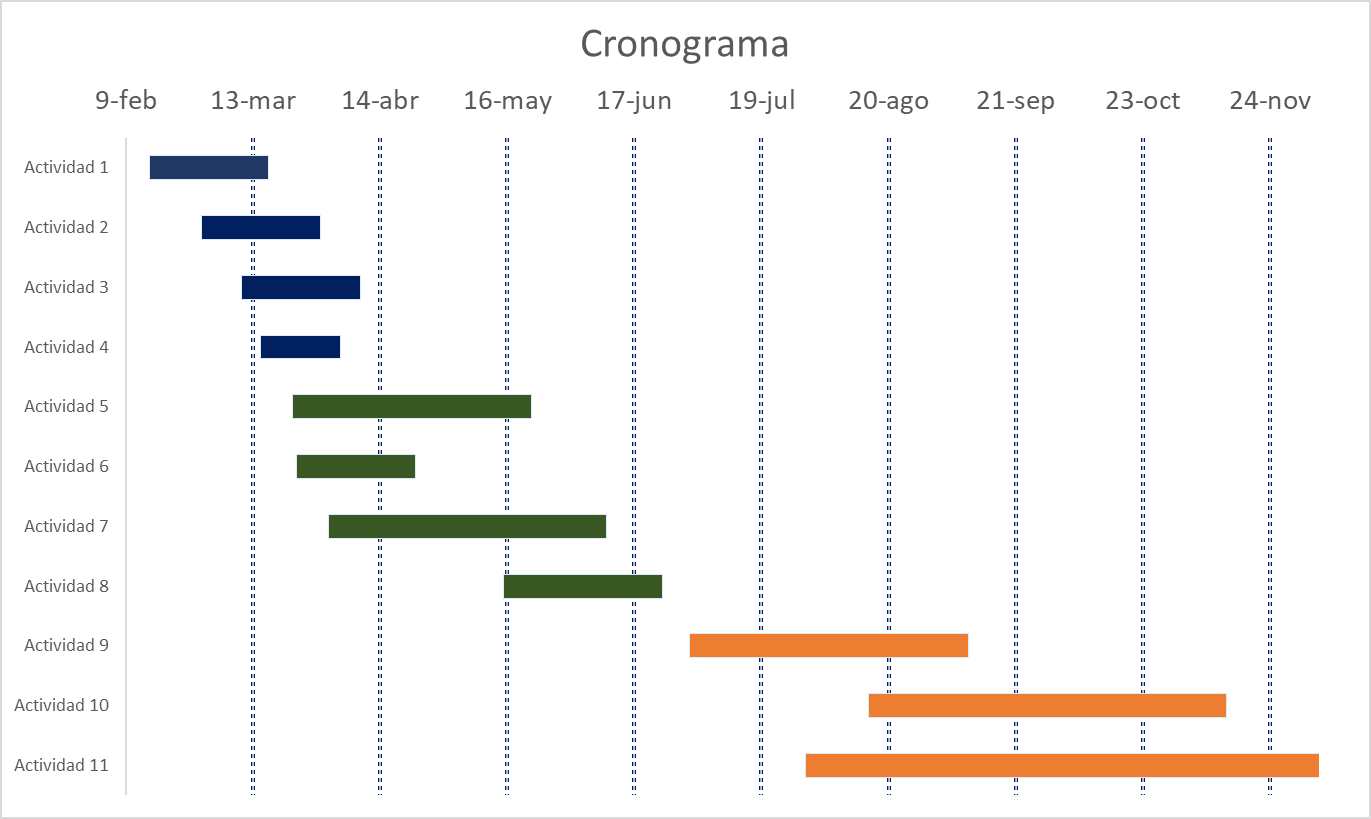 Cronograma
9-feb 13-mar 14-abr 16-may 17-jun 19-jul 20-ago 21-sep 23-oct 24-nov
Actividad 1
Actividad 2
Actividad 3
Actividad 4
Actividad 5
Actividad 6
Actividad 7
Actividad 8
Actividad 9
Actividad 10
Actividad 11